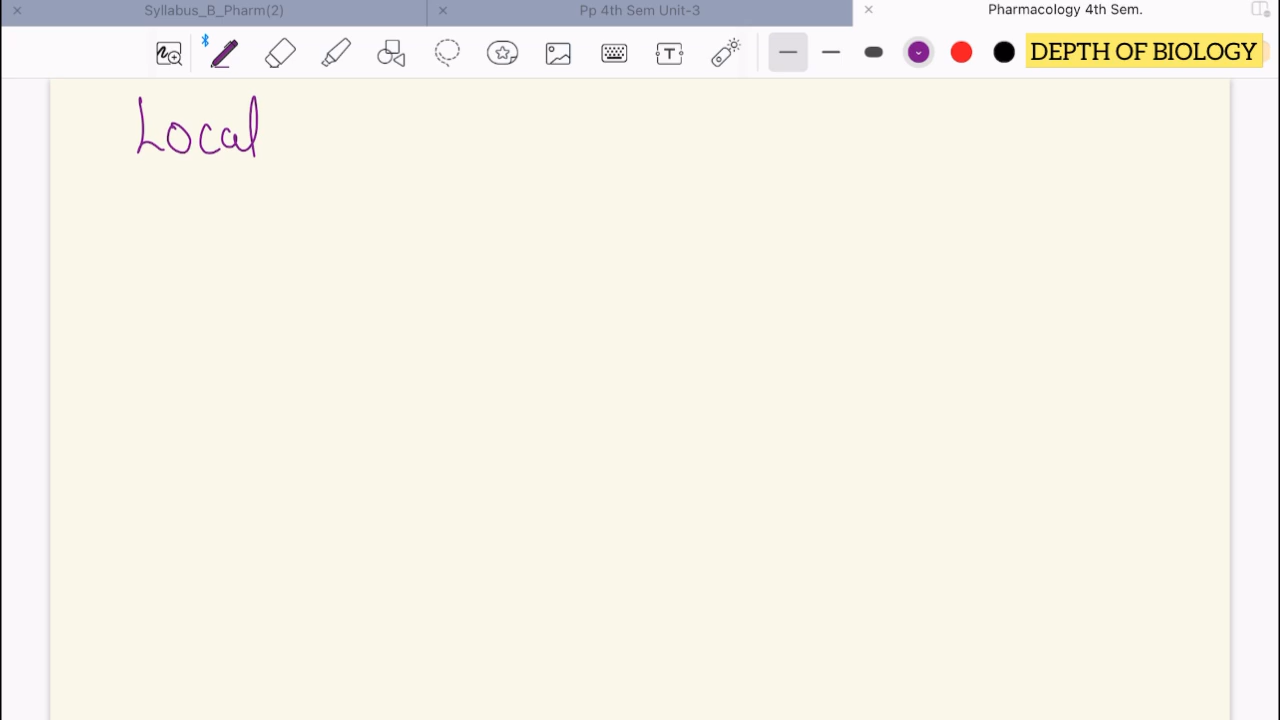 Syllabus_B_Pharm(2)
Pp 4th Sem Unit-3
Pharmacology 4th Sem.
T
DEPTH OF BIOLOGY
Local